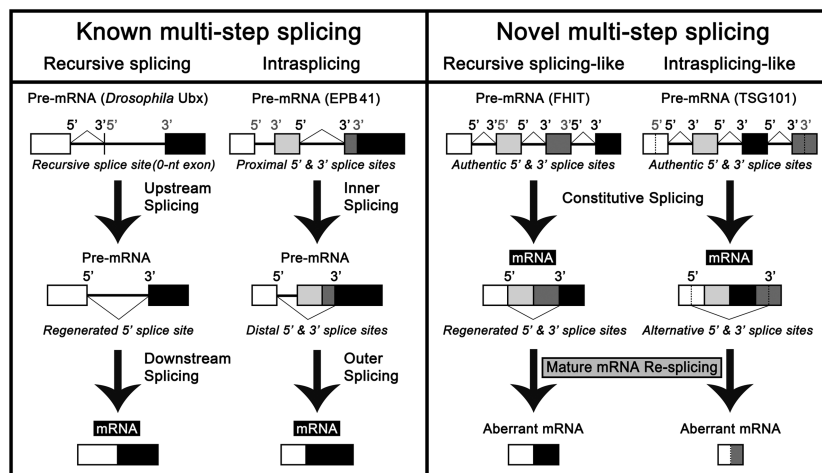 Known multi-step splicing
Recursive splicing Intrasplicing
Pre-mRNA (Drosophila Ubx) Pre-mRNA (EPB41)
5’ 3’ 5’ 5’ 3’ 5’ 3’
Recursive splice site(0-nt exon) Proximal 5’ & 3’ splice sites
Upstream Splicing
Inner Splicing
Pre-mRNA Pre-mRNA
5’ 3’ 5’ 3’
Regenerated 5’ splice site Distal 5’ & 3’ splice sites
Downstream Splicing
Outer Splicing
mRNA mRNA
Novel multi-step splicing
Recursive splicing-like Intrasplicing-like
Pre-mRNA (FHIT) Pre-mRNA (TSG101)
5’ 3’ 5’ 3’ 5’ 3’ 5’ 5’ 3’ 5’ 3’ 5’ 3’ 3’
Authentic 5’ & 3’ splice sites Authentic 5’ & 3’ splice sites
Constitutive Splicing
mRNA mRNA
5’ 3’ 5’ 3’
Regenerated 5’ & 3’ splice sites Alternative 5’ & 3’ splice sites
Mature mRNA Re-splicing
Aberrant mRNA Aberrant mRNA